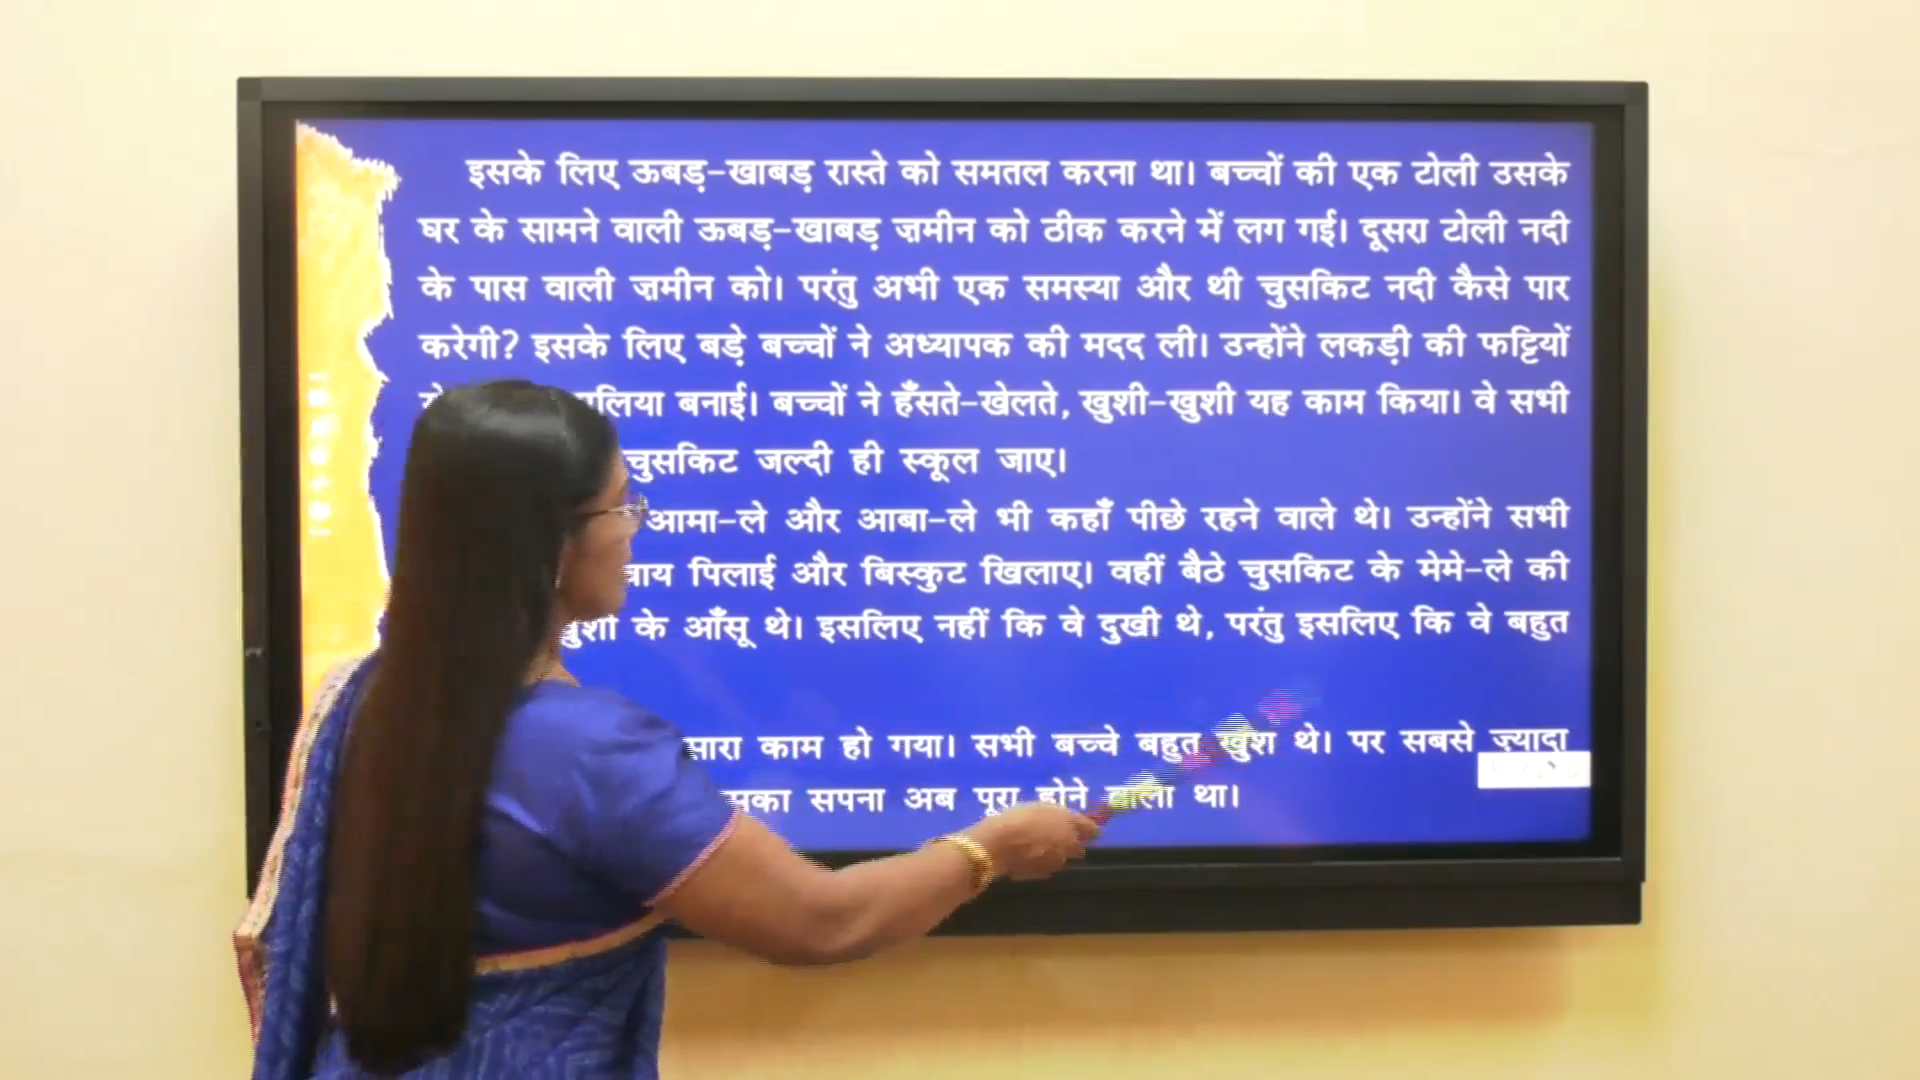 इसके लिए ऊबड़-खाबड़ रास्ते को समतल करना था। बच्चों की एक टोली उसके
घर के सामने वाली ऊबड़-खाबड़ ज़मीन को ठीक करने में लग गई। दूसरा टोली नदी
के पास वाली ज़मीन को। परंतु अभी एक समस्या और थी चुसकिट नदी कैसे पार
करेगी? इसके लिए बड़े बच्चों ने अध्यापक की मदद ली। उन्होंने लकड़ी की फट्टियों
बनाई। बच्चों ने हँसते-खेलते, खुशी-खुशी यह काम किया। वे सभी
चुसकिट जल्दी ही स्कूल जाए।
आमा-ले और आबा-ले भी कहाँ पीछे रहने वाले थे। उन्होंने सभी
पिलाई और बिस्कुट खिलाए। वहीं बैठे चुसकिट के मेमे-ले की
के आँसू थे। इसलिए नहीं कि वे दुखी थे, परंतु इसलिए कि वे बहुत
सारा काम हो गया। सभी बच्चे बहुत खुश थे। पर सबसे ज़्यादा
सपना अब पूरा होने वाला था।